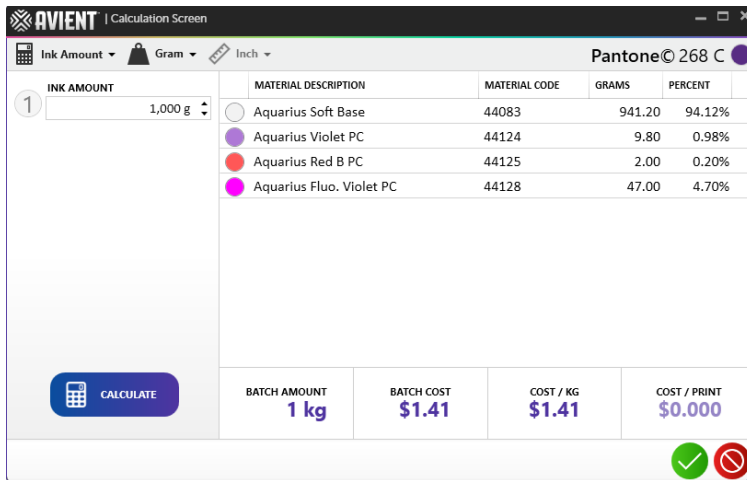 AVIENT | Calculation Screen
Ink Amount Gram Inch Pantone© 268 C
INK AMOUNT
1 1,000 g
MATERIAL DESCRIPTION MATERIAL CODE GRAMS PERCENT
Aquarius Soft Base 44083 941.20 94.12%
Aquarius Violet PC 44124 9.80 0.98%
Aquarius Red B PC 44125 2.00 0.20%
Aquarius Fluo. Violet PC 44128 47.00 4.70%
CALCULATE
BATCH AMOUNT BATCH COST COST / KG COST / PRINT
1 kg $1.41 $1.41 $0.000